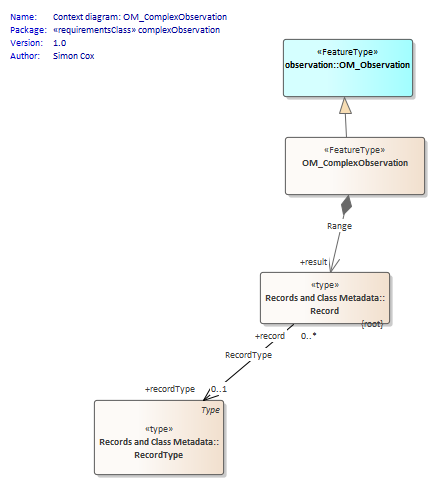 Name: Context diagram: OM_ComplexObservation
Package: «requirementsClass» complexObservation
Version: 1.0
Author: Simon Cox
«FeatureType»
observation::OM_Observation
«FeatureType»
OM_ComplexObservation
Range
+result
«type»
Records and Class Metadata::
Record
{root}
+record 0..*
RecordType
+recordType 0..1
Type
«type»
Records and Class Metadata::
RecordType